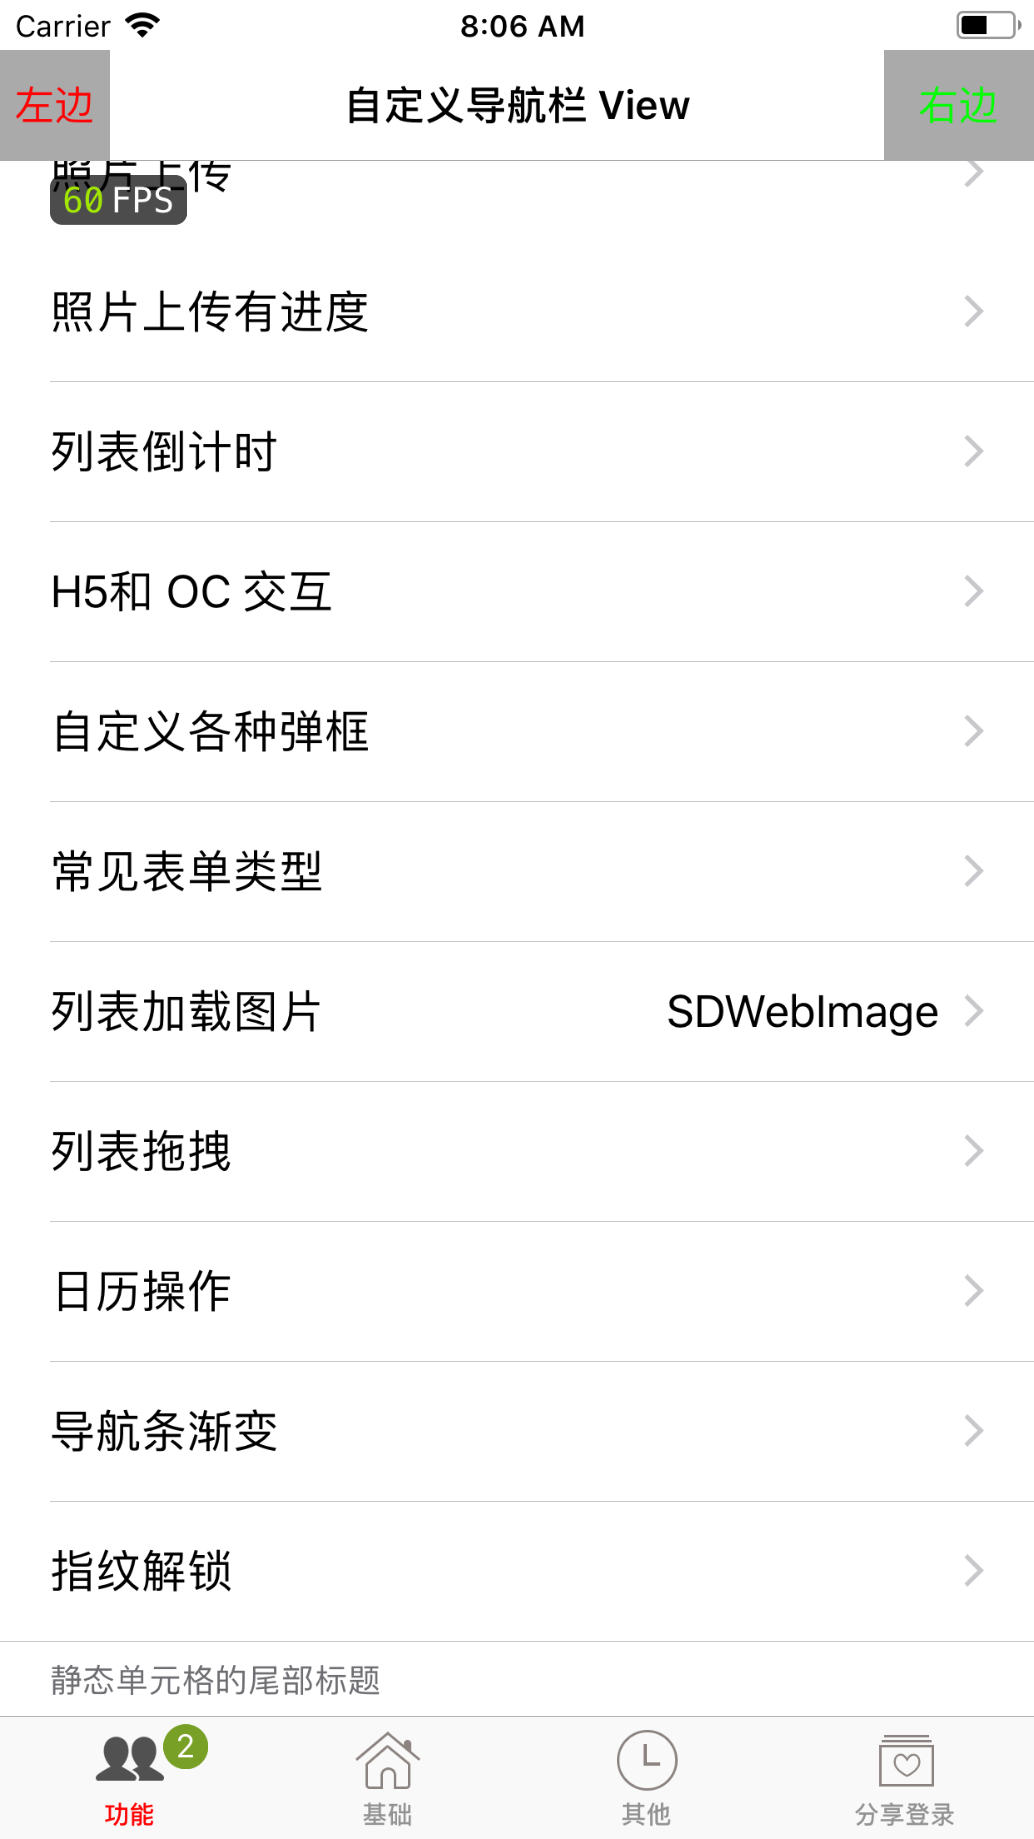 Carrier 8:06 AM
左边 自定义导航栏 View 右边
照片上传
60 FPS
照片上传有进度
列表倒计时
H5和 OC 交互
自定义各种弹框
常见表单类型
列表加载图片 SDWebImage
列表拖拽
日历操作
导航条渐变
指纹解锁
静态单元格的尾部标题
2
功能 基础 其他 分享登录